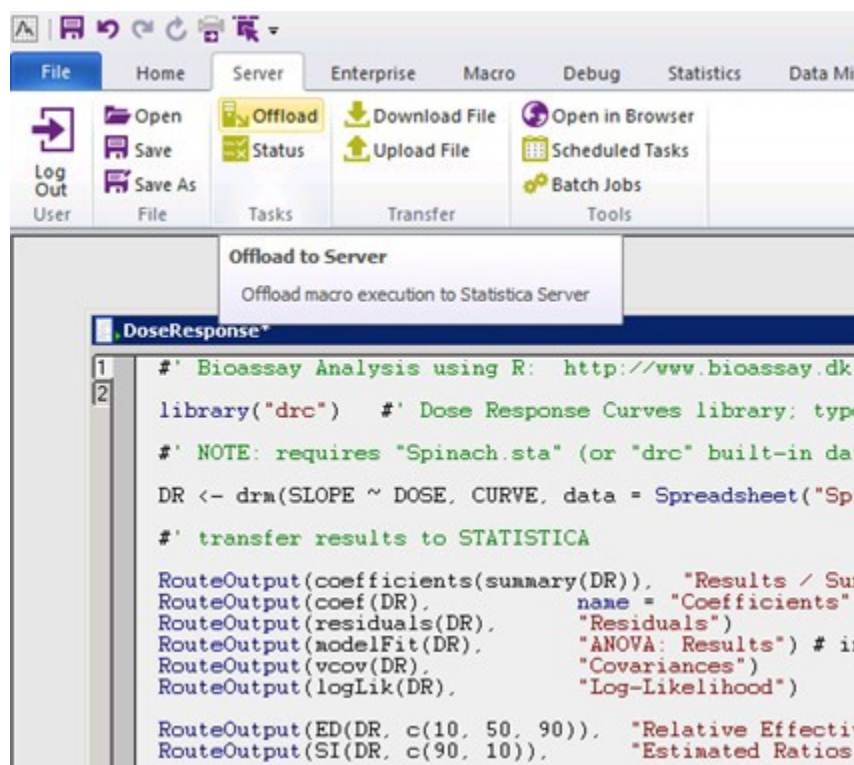 File Home Server Enterprise Macro Debug Statistics Data Mi
Open Offload Download File Open in Browser
Save Status Upload File Scheduled Tasks
Log Out Save As Batch Jobs
User File Tasks Transfer Tools
Offload to Server
Offload macro execution to Statistica Server
DoseResponse*
1 #' Bioassay Analysis using R: http://www.bioassay.dk
2
library("drc") #' Dose Response Curves library; type
#' NOTE: requires "Spinach.sta" (or "drc" built-in da
DR <- drm(SLOPE ~ DOSE, CURVE, data = Spreadsheet("Sp
#' transfer results to STATISTICA
RouteOutput(coefficients(summary(DR)), "Results / Su
RouteOutput(coef(DR), name = "Coefficients"
RouteOutput(residuals(DR), "Residuals")
RouteOutput(modelFit(DR), "ANOVA: Results") # i
RouteOutput(vcov(DR), "Covariances")
RouteOutput(logLik(DR), "Log-Likelihood")
RouteOutput(ED(DR, c(10, 50, 90)), "Relative Effecti
RouteOutput(SI(DR, c(90, 10)), "Estimated Ratios